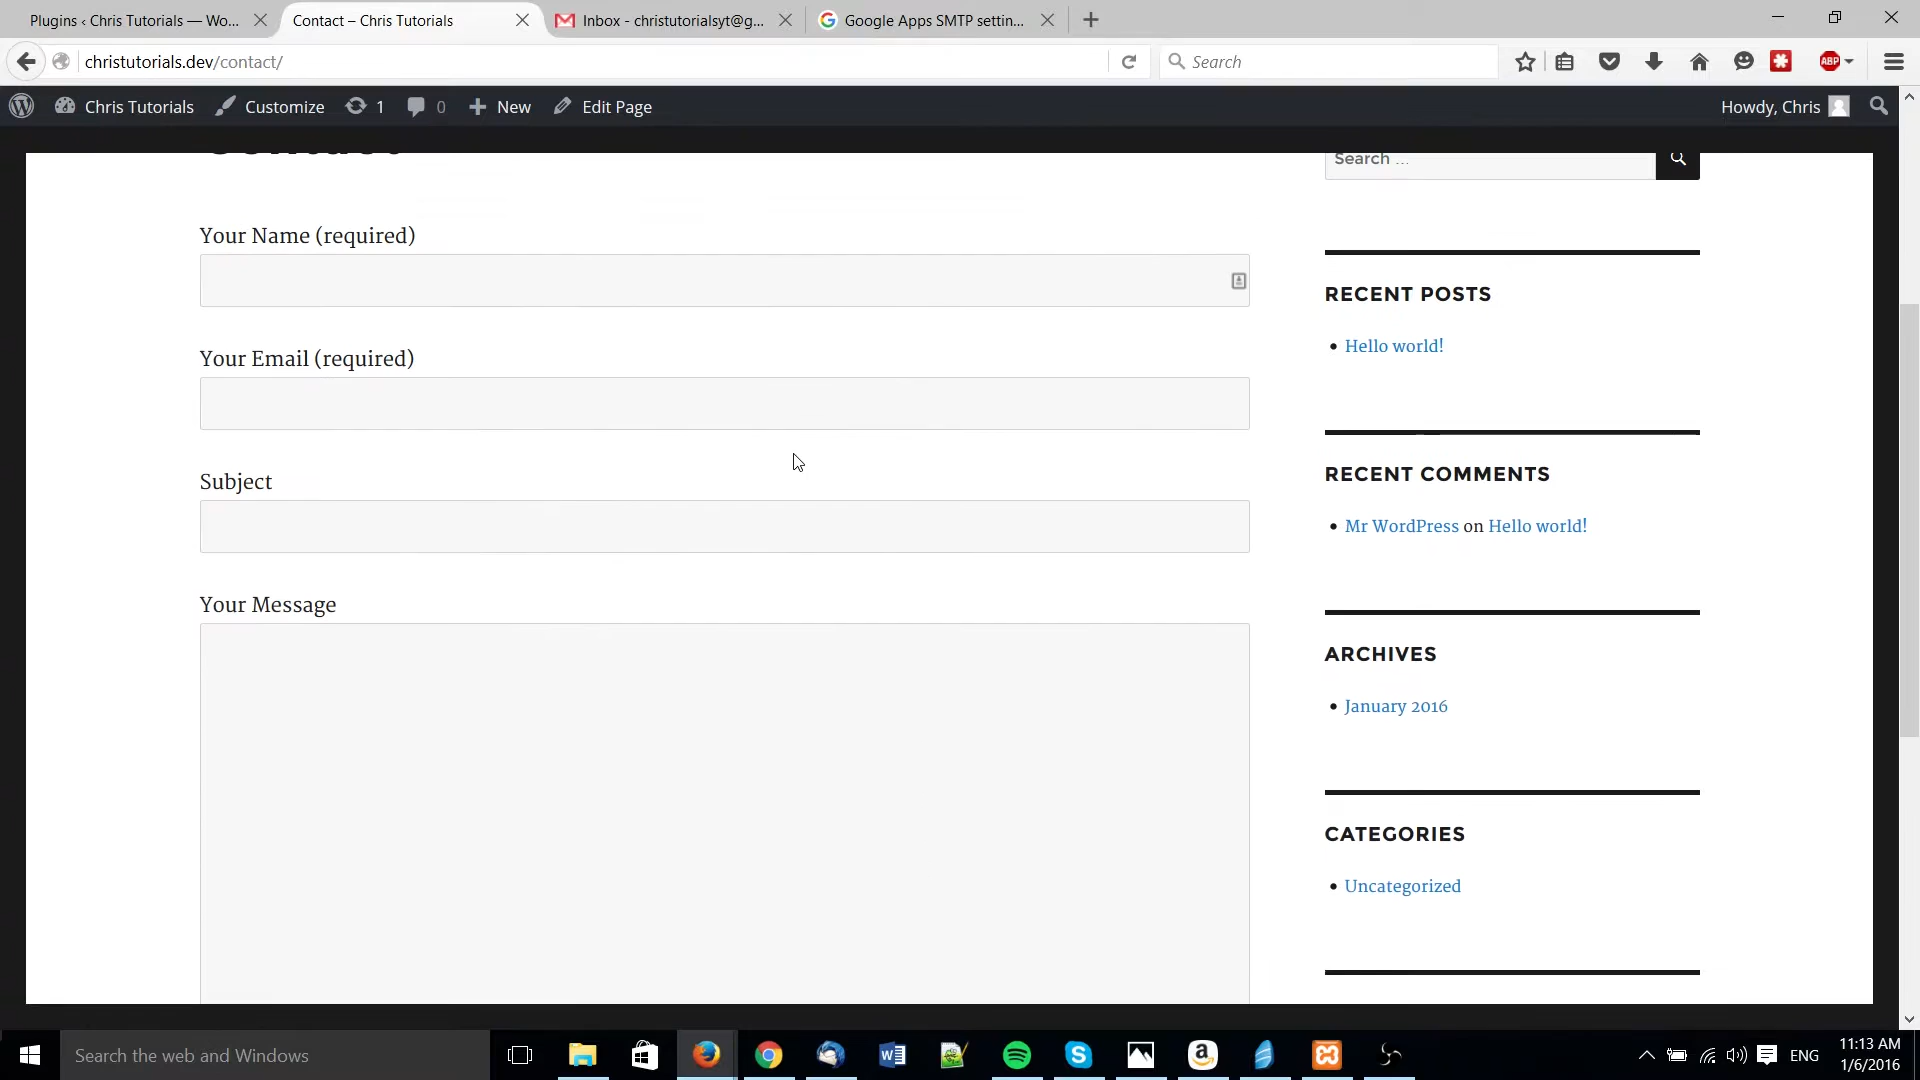 Plugins ‹ Chris Tutorials — Wo...
Contact – Chris Tutorials
Inbox - christutorialsyt@g...
Google Apps SMTP settin...
christutorials.dev/contact/
Search
ABP
Chris Tutorials
Customize
1
0
New
Edit Page
Howdy, Chris
Contact
Search ...
Your Name (required)
Your Email (required)
Subject
Your Message
RECENT POSTS
Hello world!
RECENT COMMENTS
Mr WordPress on Hello world!
ARCHIVES
January 2016
CATEGORIES
Uncategorized
Search the web and Windows
ENG
11:13 AM
1/6/2016